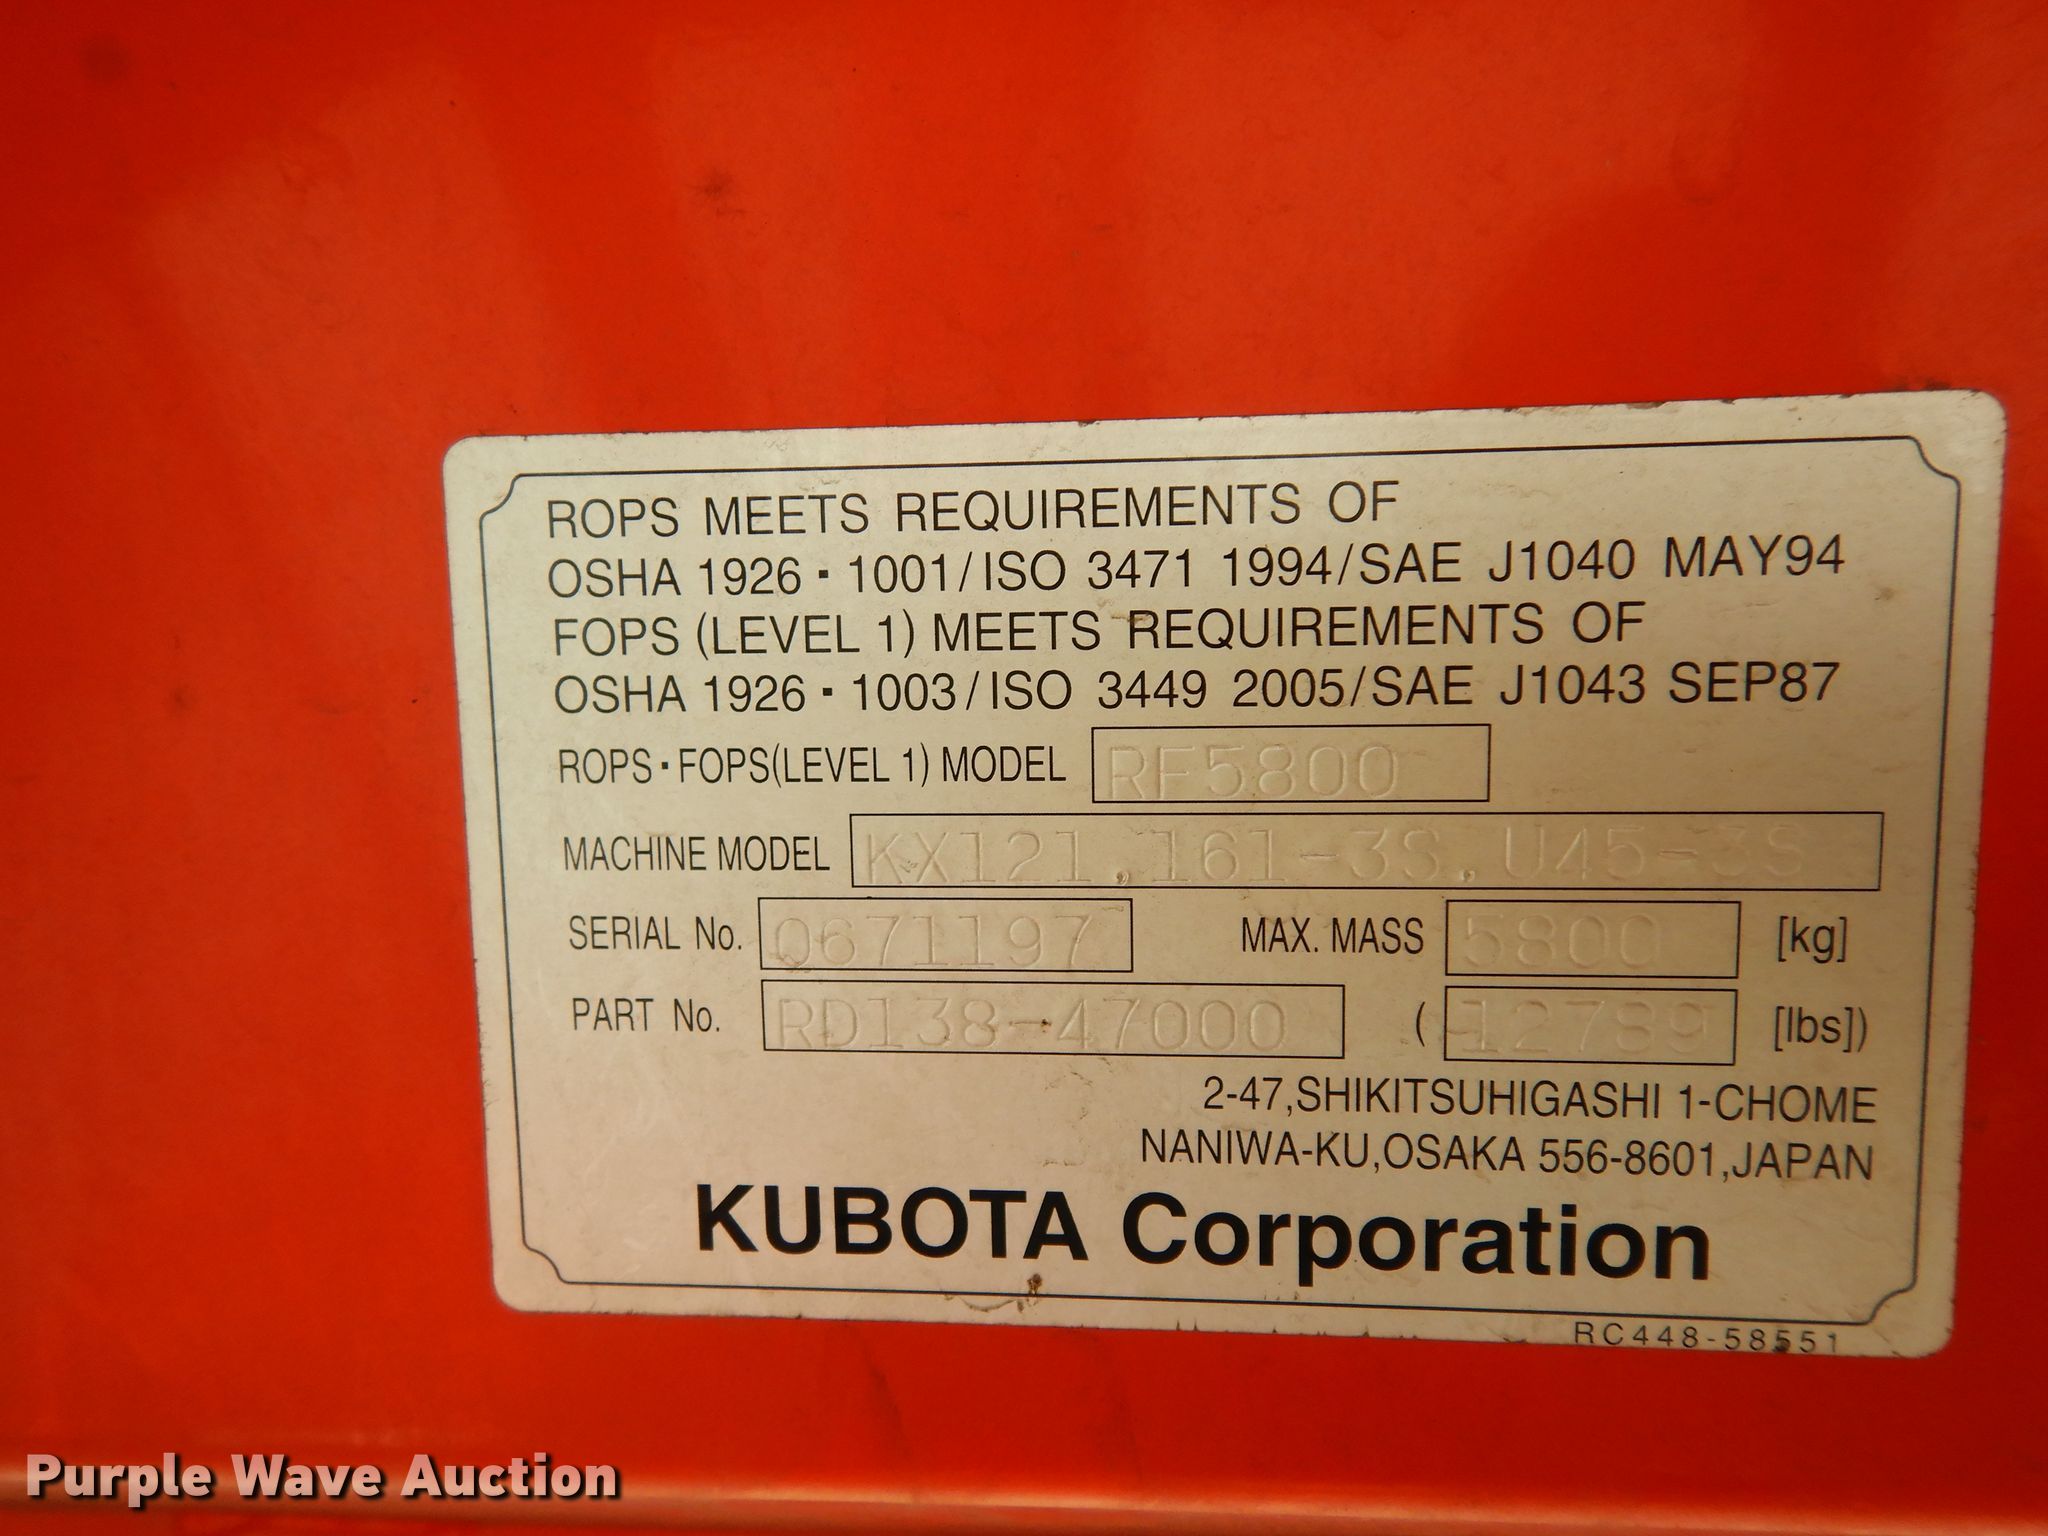 ROPS MEETS REQUIREMENTS OF
OSHA 1926・1001/ISO 3471 1994/SAE J1040 MAY94
FOPS (LEVEL 1) MEETS REQUIREMENTS OF
OSHA 1926・1003/ISO 3449 2005/SAE J1043 SEP87
ROPS・FOPS(LEVEL 1) MODEL RF5800
MACHINE MODEL KX121,161-3S,U45-3S
SERIAL No. Q671197 MAX. MASS 5800 [kg]
PART No. RD138-47000 (12789 [lbs])
2-47,SHIKITSUHIGASHI 1-CHOME
NANIWA-KU,OSAKA 556-8601,JAPAN
KUBOTA Corporation
RC448-58551
Purple Wave Auction